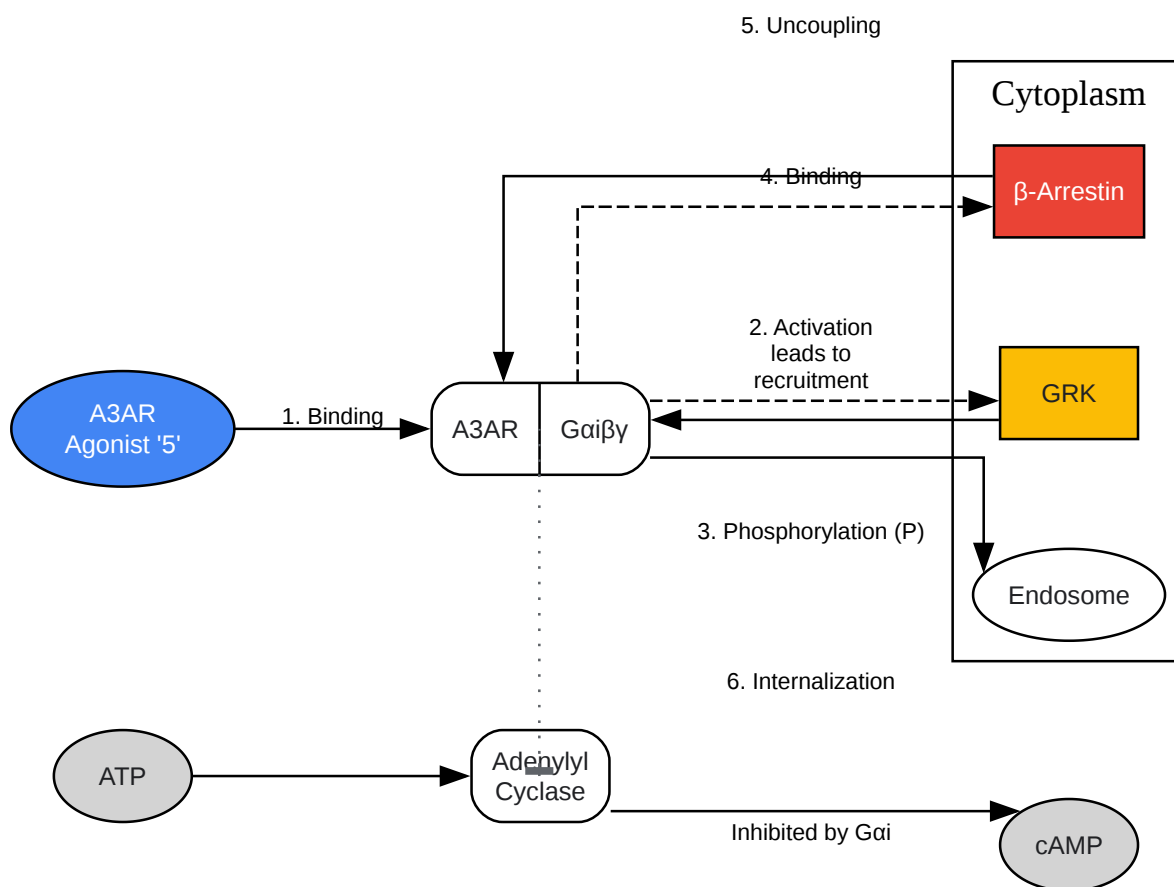 5. Uncoupling
Cytoplasm
4. Binding
β-Arrestin
2. Activation
leads to
recruitment
GRK
A3AR
Agonist '5'
1. Binding
A3AR
Gαiβγ
3. Phosphorylation (P)
Endosome
6. Internalization
ATP
Adenylyl
Cyclase
Inhibited by Gαi
cAMP